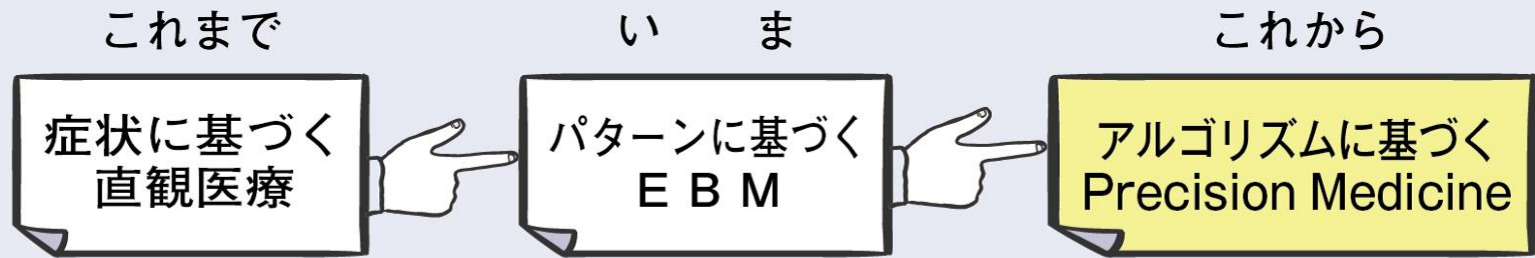 これまで
い ま
これから
症状に基づく
直観医療
パターンに基づく
E B M
アルゴリズムに基づく
Precision Medicine